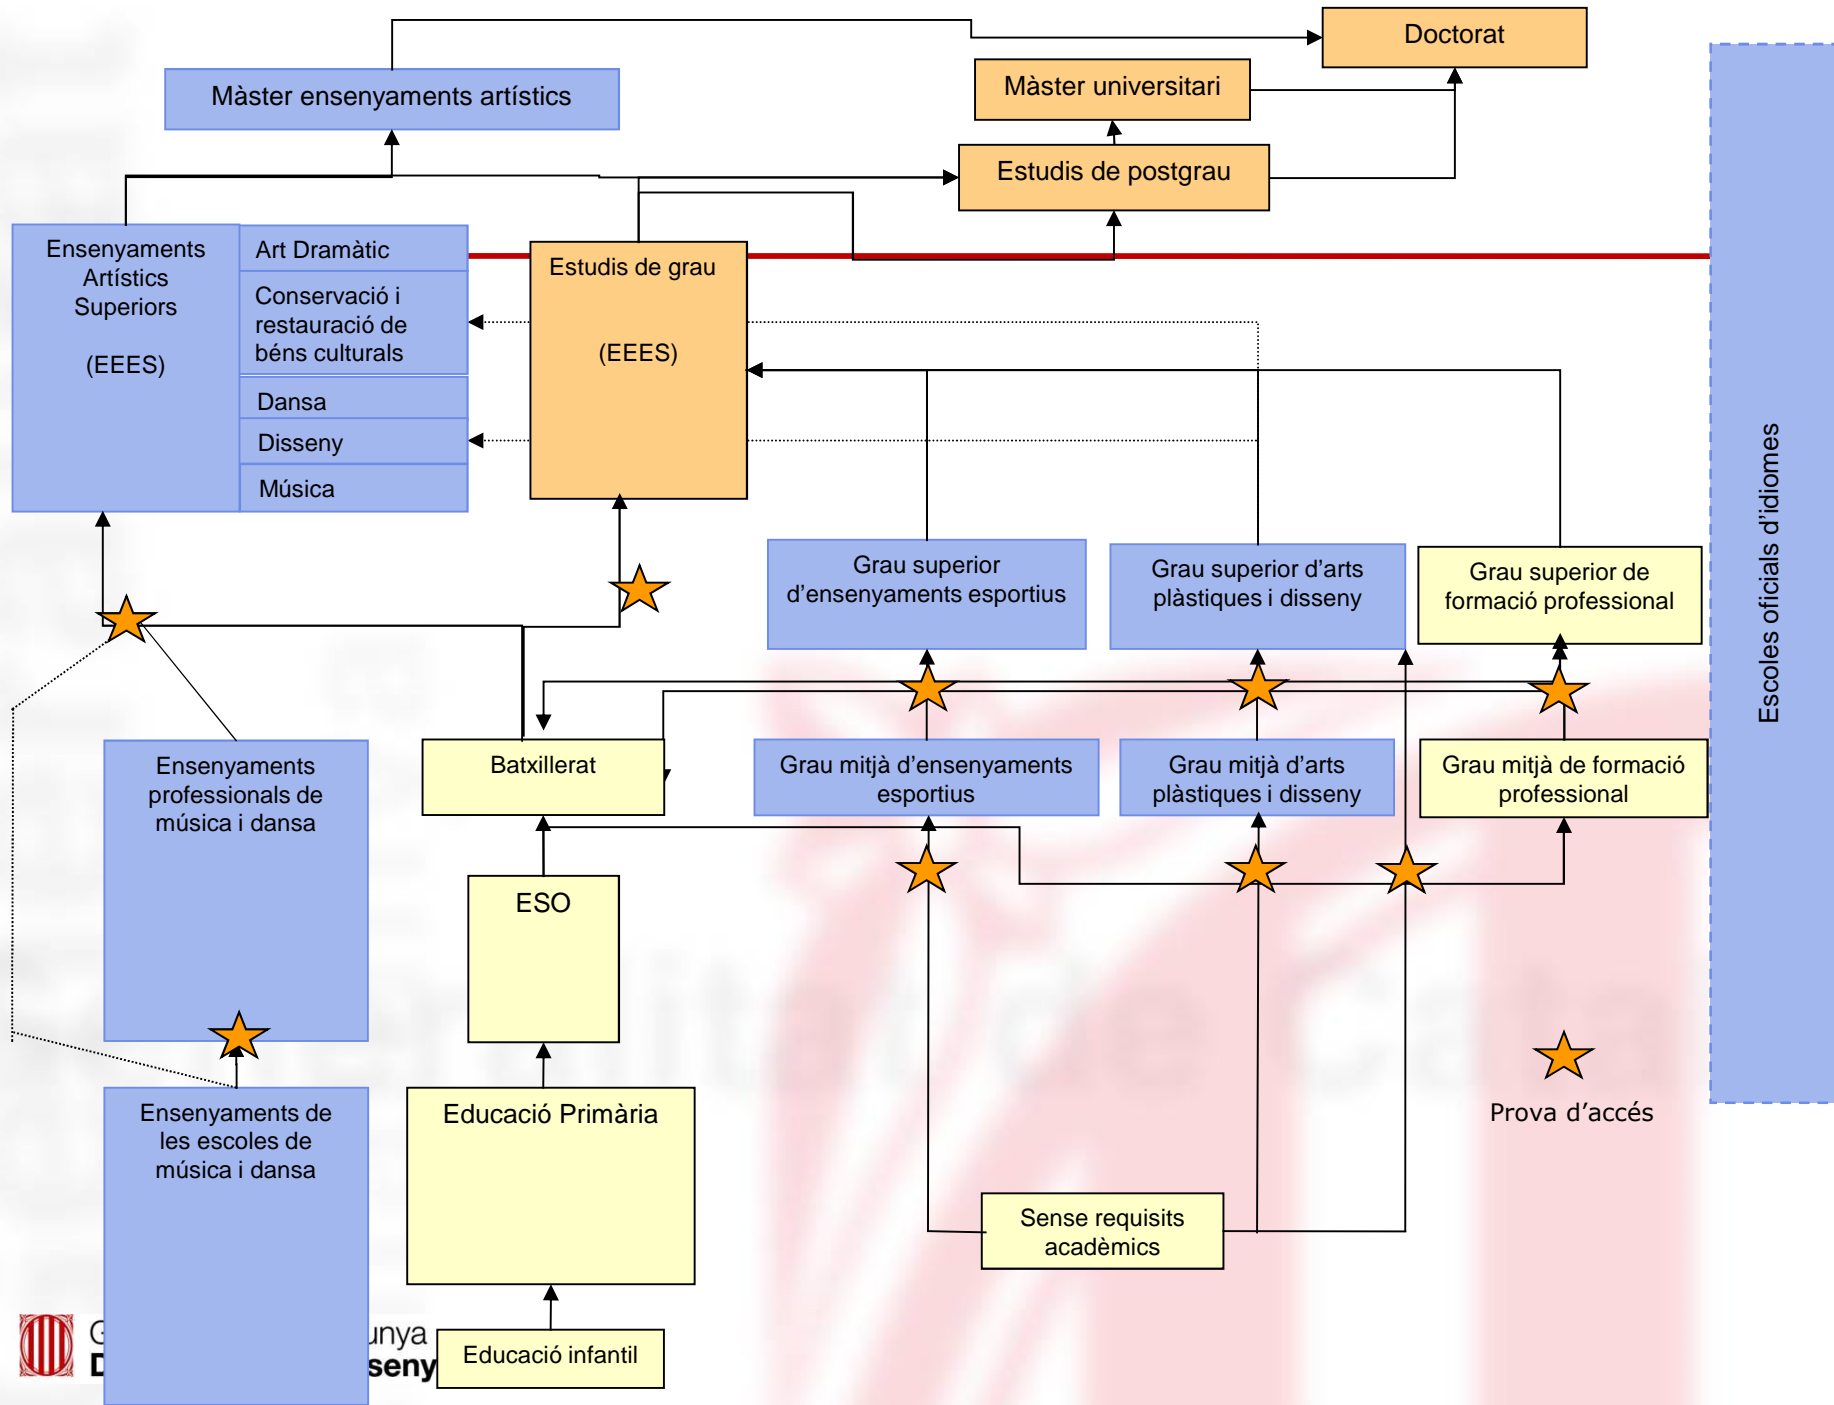 Doctorat
Màster universitari
Màster ensenyaments artístics
Estudis de postgrau
Ensenyaments
Artístics
Superiors
(EEES)
Art Dramàtic
Conservació i
restauració de
béns culturals
Dansa
Disseny
Música
Estudis de grau
(EEES)
Escoles oficials d'idiomes
Grau superior
d'ensenyaments esportius
Grau superior d'arts
plàstiques i disseny
Grau superior de
formació professional
Ensenyaments
professionals de
música i dansa
Batxillerat
Grau mitjà d'ensenyaments
esportius
Grau mitjà d'arts
plàstiques i disseny
Grau mitjà de formació
professional
ESO
Ensenyaments de
les escoles de
música i dansa
Educació Primària
Prova d'accés
Sense requisits
acadèmics
Educació infantil